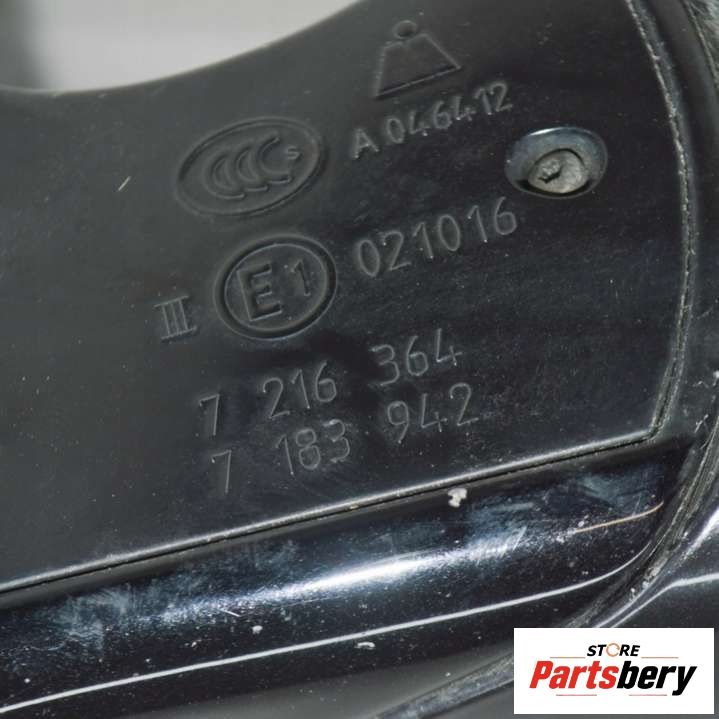 A 046412
CCC S
III E1 021016
7 216 364
7 183 942
STORE
Partsbery